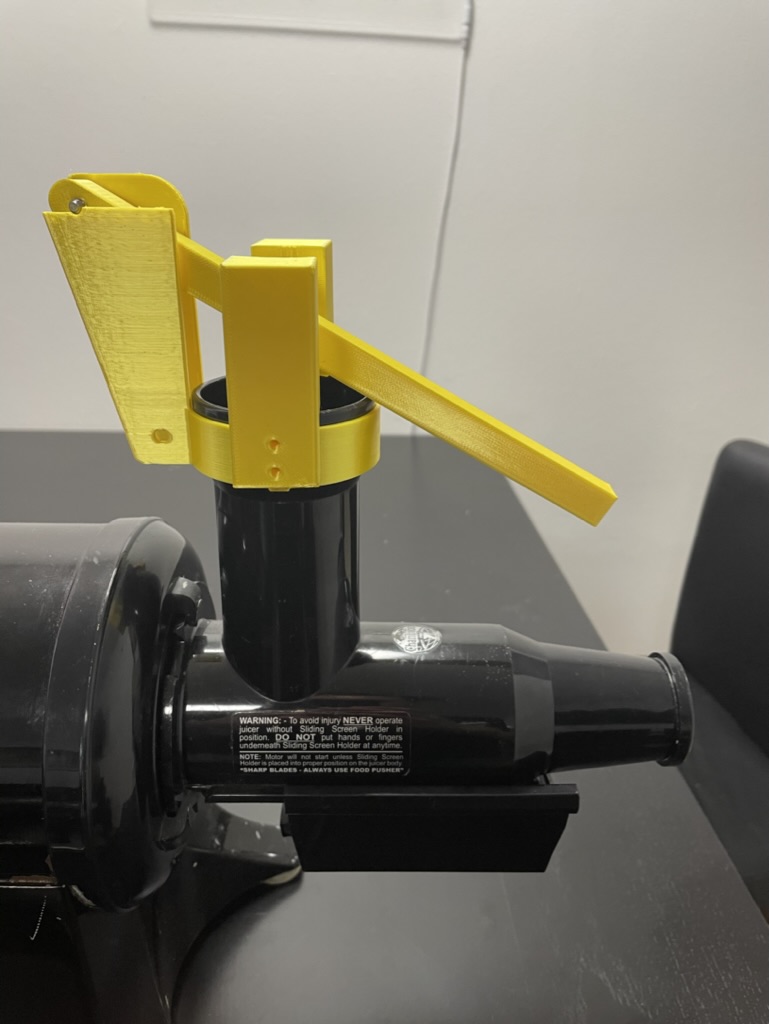 WARNING: - To avoid injury NEVER operate
juicer without Sliding Screen Holder in
position. DO NOT put hands or fingers
underneath Sliding Screen Holder at anytime.
NOTE: Motor will not start unless Sliding Screen
Holder is placed into proper position on the juicer body.
"SHARP BLADES - ALWAYS USE FOOD PUSHER"